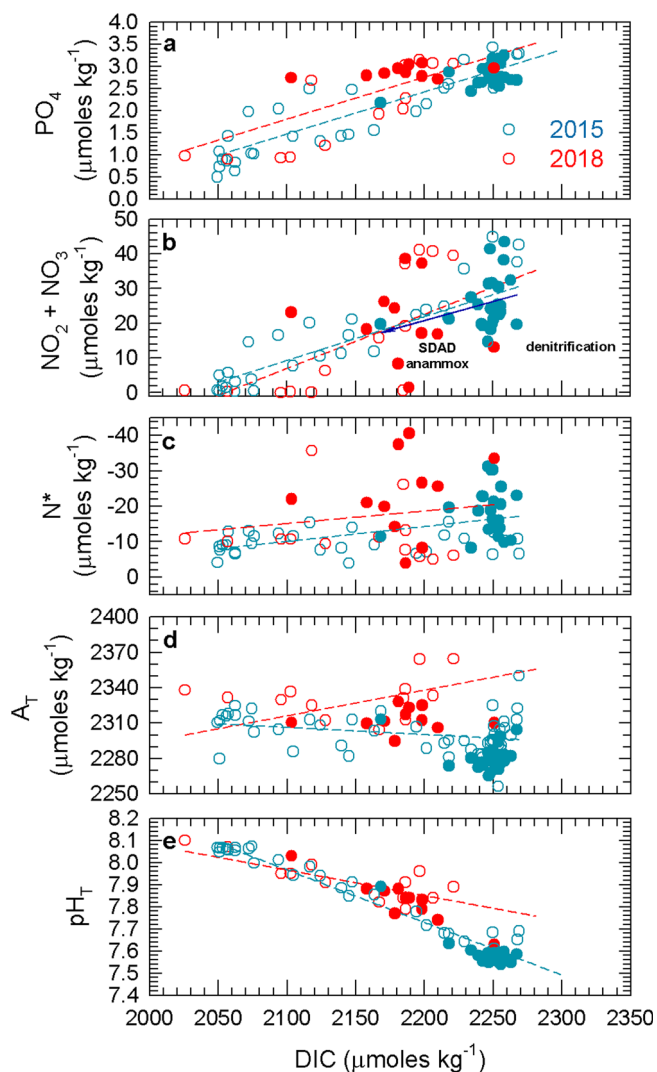 a
4.0
3.5
3.0
2.5
2.0
1.5
1.0
0.5
0.0
PO4
(μmoles kg-1)
2015
2018
b
50
40
30
20
10
0
NO2 + NO3
(μmoles kg-1)
SDAD
anammox
denitrification
c
-40
-30
-20
-10
0
N*
(μmoles kg-1)
d
2400
2370
2340
2310
2280
2250
AT
(μmoles kg-1)
e
8.2
8.1
8.0
7.9
7.8
7.7
7.6
7.5
7.4
pHT
2000 2050 2100 2150 2200 2250 2300 2350
DIC (μmoles kg-1)